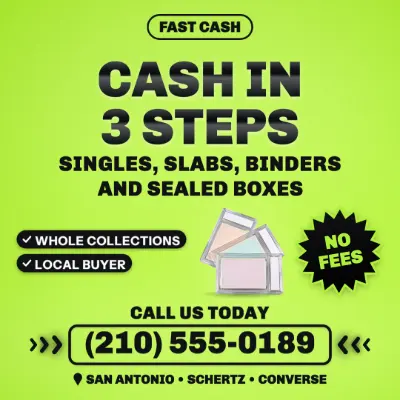 FAST CASH
CASH IN
3 STEPS
SINGLES, SLABS, BINDERS
AND SEALED BOXES
WHOLE COLLECTIONS
LOCAL BUYER
NO
FEES
CALL US TODAY
(210) 555-0189
SAN ANTONIO • SCHERTZ • CONVERSE